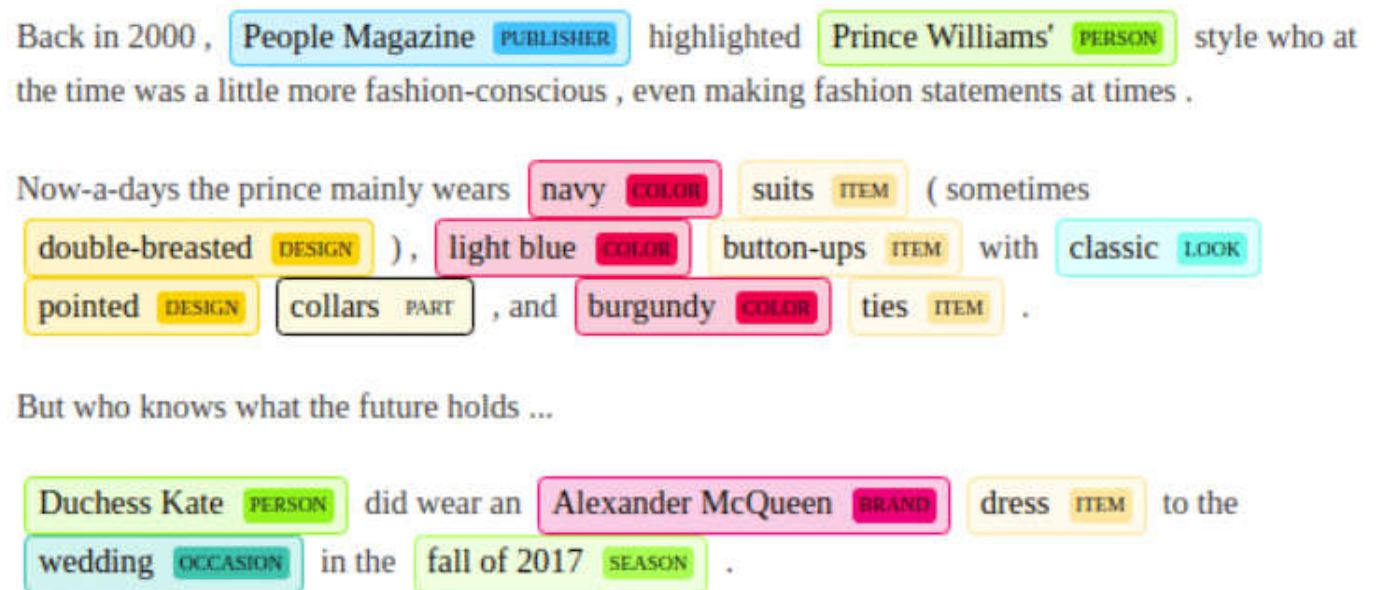 Back in 2000 , People Magazine PUBLISHER highlighted Prince Williams' PERSON style who at
the time was a little more fashion-conscious , even making fashion statements at times .
Now-a-days the prince mainly wears navy COLOR suits ITEM ( sometimes
double-breasted DESIGN ) , light blue COLOR button-ups ITEM with classic LOOK
pointed DESIGN collars PART , and burgundy COLOR ties ITEM .
But who knows what the future holds ...
Duchess Kate PERSON did wear an Alexander McQueen BRAND dress ITEM to the
wedding OCCASION in the fall of 2017 SEASON .